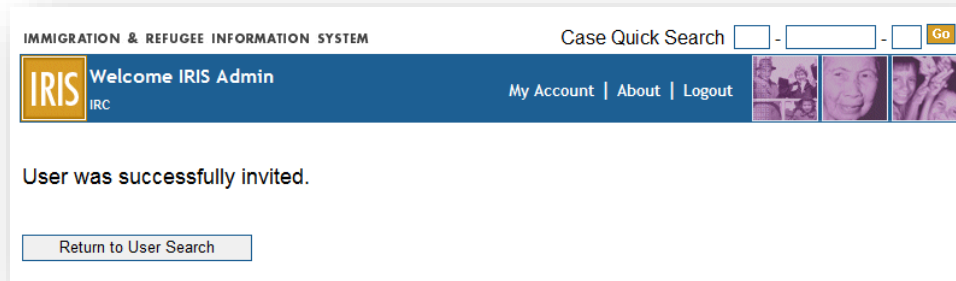 IMMIGRATION & REFUGEE INFORMATION SYSTEM
Case Quick Search - - Go
IRIS Welcome IRIS Admin
IRC
My Account | About | Logout
User was successfully invited.
Return to User Search